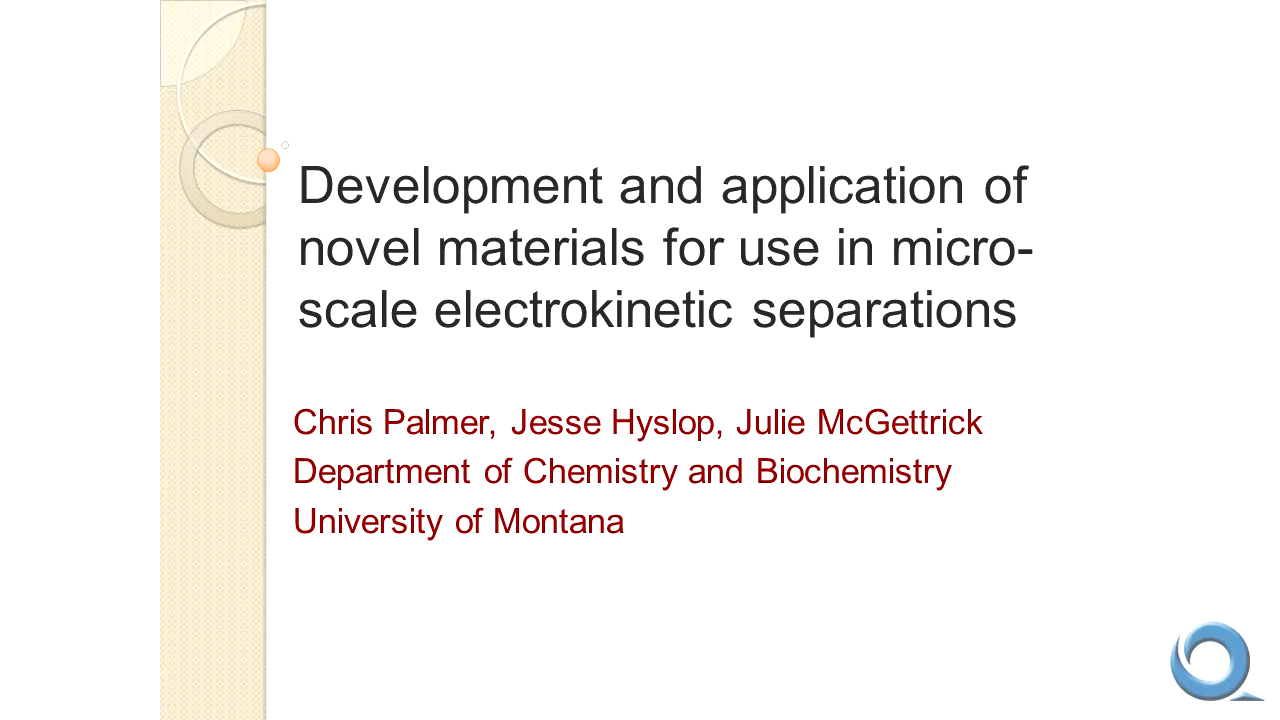 Development and application of
novel materials for use in micro-
scale electrokinetic separations
Chris Palmer, Jesse Hyslop, Julie McGettrick
Department of Chemistry and Biochemistry
University of Montana